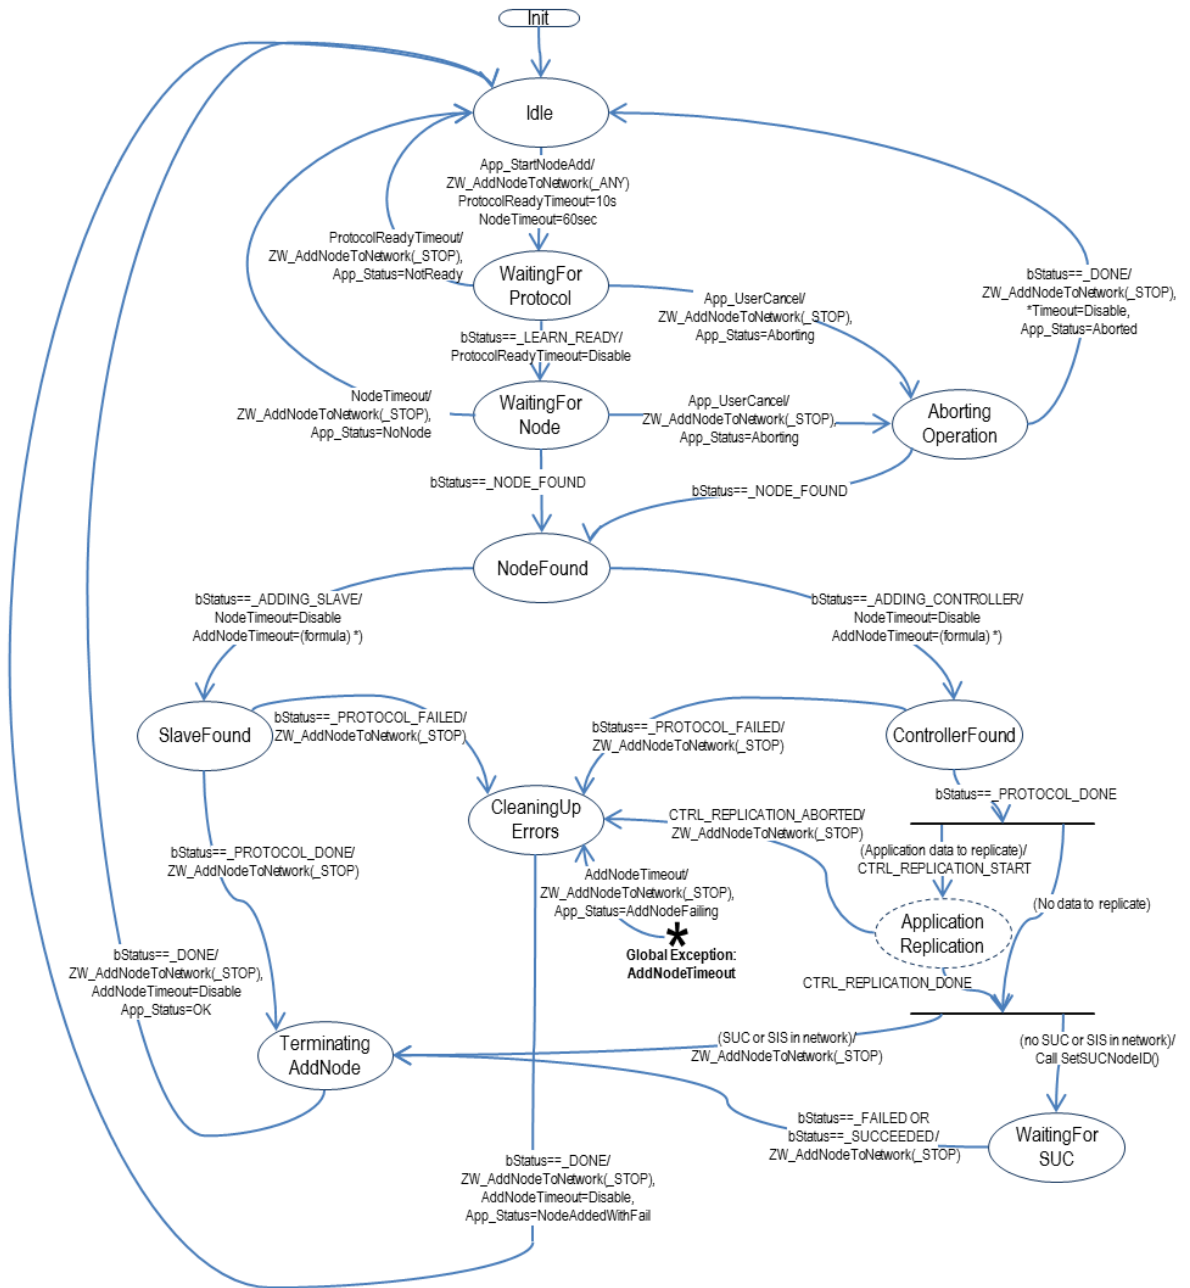 Init
Idle
App_StartNodeAdd/
ZW_AddNodeToNetwork(_ANY)
ProtocolReadyTimeout=10s
NodeTimeout=60sec
ProtocolReadyTimeout/
ZW_AddNodeToNetwork(_STOP),
App_Status=NotReady
WaitingFor
Protocol
App_UserCancel/
ZW_AddNodeToNetwork(_STOP),
App_Status=Aborting
bStatus==_DONE/
ZW_AddNodeToNetwork(_STOP),
*Timeout=Disable,
App_Status=Aborted
bStatus==_LEARN_READY/
ProtocolReadyTimeout=Disable
NodeTimeout/
ZW_AddNodeToNetwork(_STOP),
App_Status=NoNode
WaitingFor
Node
App_UserCancel/
ZW_AddNodeToNetwork(_STOP),
App_Status=Aborting
Aborting
Operation
bStatus==_NODE_FOUND
bStatus==_NODE_FOUND
NodeFound
bStatus==_ADDING_SLAVE/
NodeTimeout=Disable
AddNodeTimeout=(formula) *)
bStatus==_ADDING_CONTROLLER/
NodeTimeout=Disable
AddNodeTimeout=(formula) *)
SlaveFound
bStatus==_PROTOCOL_FAILED/
ZW_AddNodeToNetwork(_STOP)
bStatus==_PROTOCOL_FAILED/
ZW_AddNodeToNetwork(_STOP)
ControllerFound
CleaningUp
Errors
bStatus==_PROTOCOL_DONE
CTRL_REPLICATION_ABORTED/
ZW_AddNodeToNetwork(_STOP)
bStatus==_PROTOCOL_DONE/
ZW_AddNodeToNetwork(_STOP)
(Application data to replicate)/
CTRL_REPLICATION_START
AddNodeTimeout/
ZW_AddNodeToNetwork(_STOP),
App_Status=AddNodeFailing
(No data to replicate)
Application
Replication
*
Global Exception:
AddNodeTimeout
bStatus==_DONE/
ZW_AddNodeToNetwork(_STOP),
AddNodeTimeout=Disable
App_Status=OK
CTRL_REPLICATION_DONE
Terminating
AddNode
(SUC or SIS in network)/
ZW_AddNodeToNetwork(_STOP)
(no SUC or SIS in network)/
Call SetSUCNodeID()
bStatus==_FAILED OR
bStatus==_SUCCEEDED/
ZW_AddNodeToNetwork(_STOP)
WaitingFor
SUC
bStatus==_DONE/
ZW_AddNodeToNetwork(_STOP),
AddNodeTimeout=Disable,
App_Status=NodeAddedWithFail